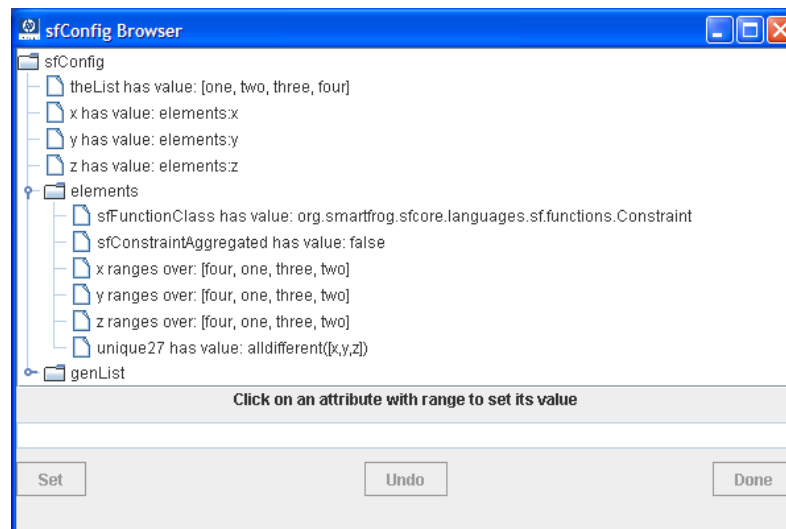 sfConfig Browser
sfConfig
theList has value: [one, two, three, four]
x has value: elements:x
y has value: elements:y
z has value: elements:z
elements
sfFunctionClass has value: org.smartfrog.sfcore.languages.sf.functions.Constraint
sfConstraintAggregated has value: false
x ranges over: [four, one, three, two]
y ranges over: [four, one, three, two]
z ranges over: [four, one, three, two]
unique27 has value: alldifferent([x,y,z])
genList
Click on an attribute with range to set its value
Set Undo Done